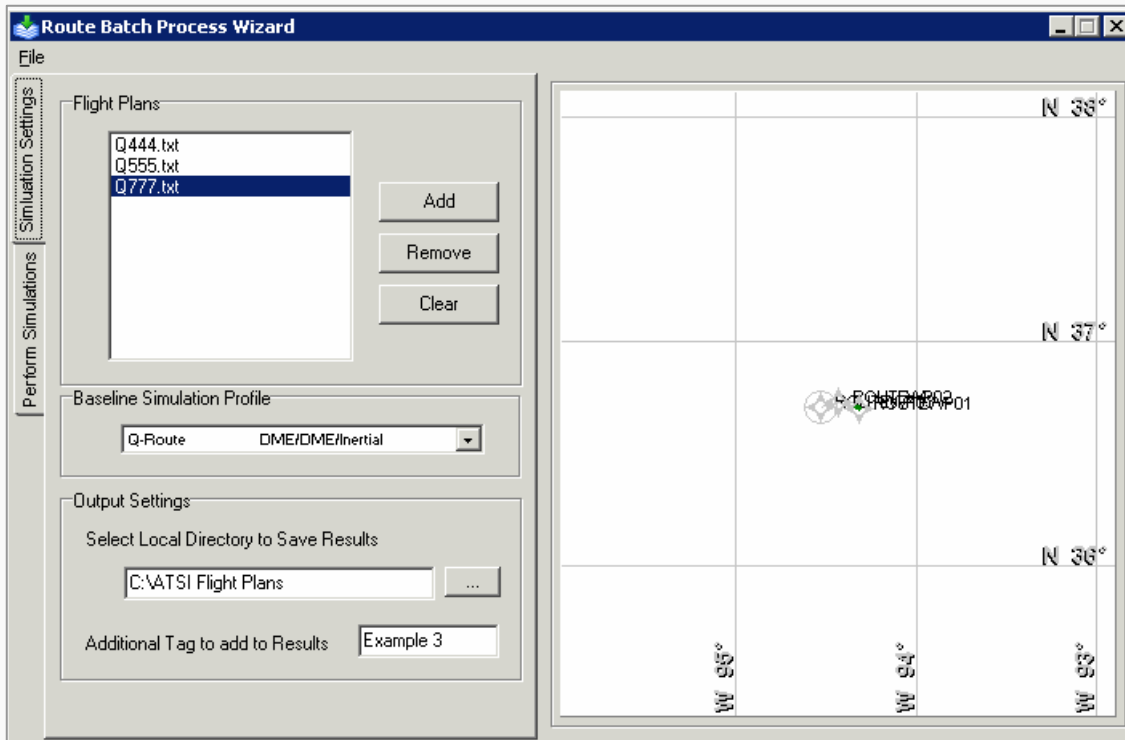 Route Batch Process Wizard
File
Simluation Settings
Perform Simulations
Flight Plans
Q444.txt
Q555.txt
Q777.txt
Add
Remove
Clear
Baseline Simulation Profile
Q-Route DME/DME/Inertial
Output Settings
Select Local Directory to Save Results
C:\ATSI Flight Plans
...
Additional Tag to add to Results
Example 3
N 38°
N 37°
N 36°
W 95°
W 94°
W 93°